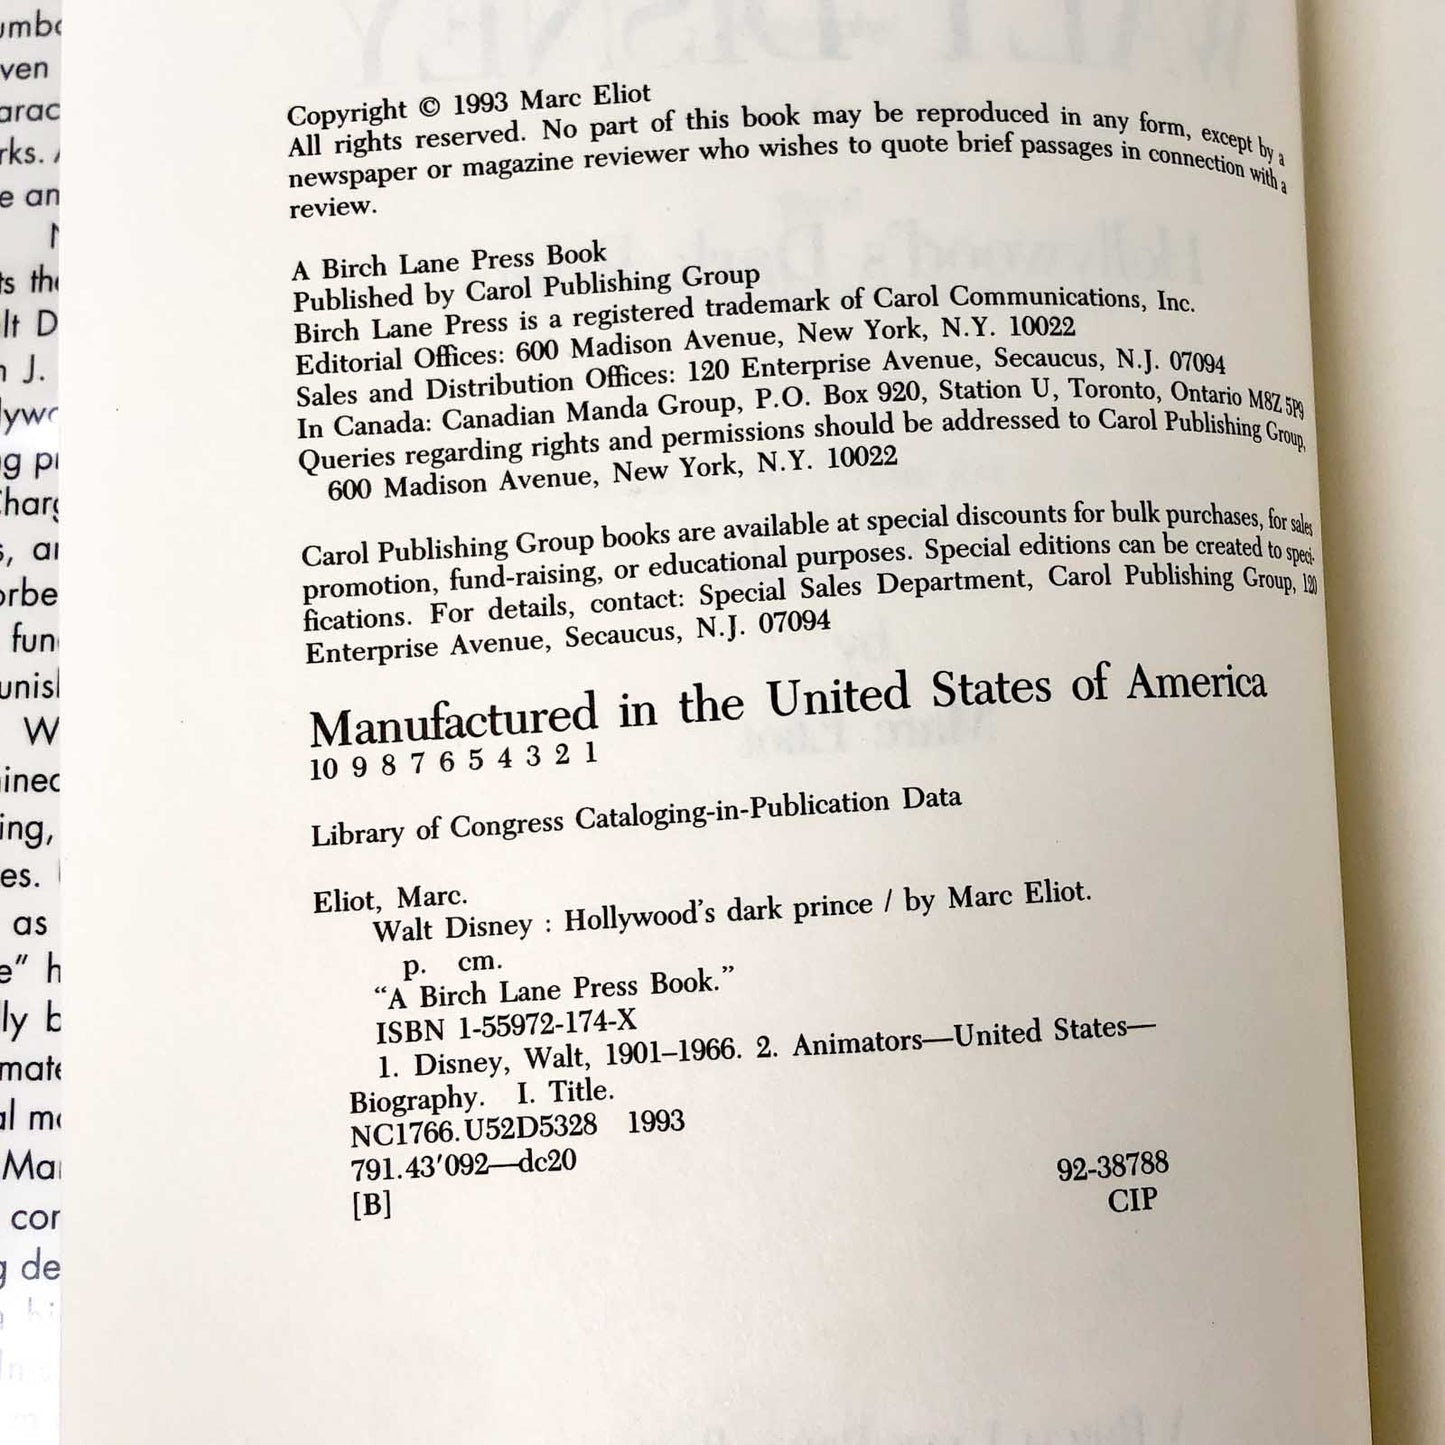 Copyright © 1993 Marc Eliot
All rights reserved. No part of this book may be reproduced in any form, except by a
newspaper or magazine reviewer who wishes to quote brief passages in connection with a
review.
A Birch Lane Press Book
Published by Carol Publishing Group
Birch Lane Press is a registered trademark of Carol Communications, Inc.
Editorial Offices: 600 Madison Avenue, New York, N.Y. 10022
Sales and Distribution Offices: 120 Enterprise Avenue, Secaucus, N.J. 07094
In Canada: Canadian Manda Group, P.O. Box 920, Station U, Toronto, Ontario M8Z 5P9
Queries regarding rights and permissions should be addressed to Carol Publishing Group,
600 Madison Avenue, New York, N.Y. 10022
Carol Publishing Group books are available at special discounts for bulk purchases, for sales
promotion, fund-raising, or educational purposes. Special editions can be created to speci-
fications. For details, contact: Special Sales Department, Carol Publishing Group, 120
Enterprise Avenue, Secaucus, N.J. 07094
Manufactured in the United States of America
10 9 8 7 6 5 4 3 2 1
Library of Congress Cataloging-in-Publication Data
Eliot, Marc.
Walt Disney : Hollywood's dark prince / by Marc Eliot.
p. cm.
"A Birch Lane Press Book."
ISBN 1-55972-174-X
1. Disney, Walt, 1901–1966. 2. Animators—United States—
Biography. I. Title.
NC1766.U52D5328 1993
791.43′092—dc20
92-38788
[B]
CIP